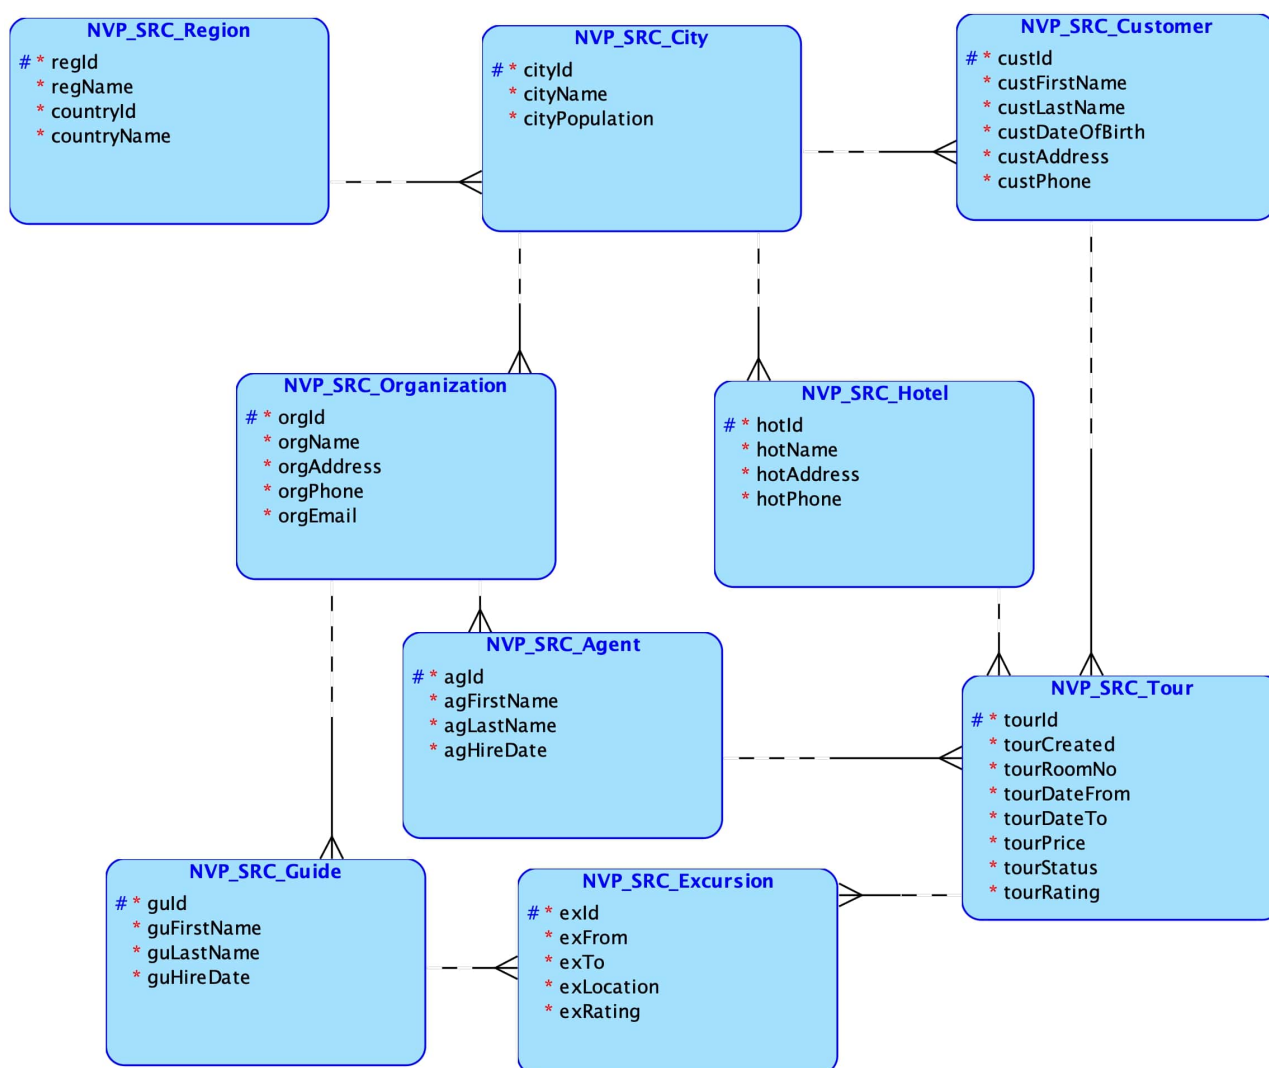 NVP_SRC_Region
# * regId
* regName
* countryId
* countryName
NVP_SRC_City
# * cityId
* cityName
* cityPopulation
NVP_SRC_Customer
# * custId
* custFirstName
* custLastName
* custDateOfBirth
* custAddress
* custPhone
NVP_SRC_Organization
# * orgId
* orgName
* orgAddress
* orgPhone
* orgEmail
NVP_SRC_Hotel
# * hotId
* hotName
* hotAddress
* hotPhone
NVP_SRC_Agent
# * agId
* agFirstName
* agLastName
* agHireDate
NVP_SRC_Tour
# * tourId
* tourCreated
* tourRoomNo
* tourDateFrom
* tourDateTo
* tourPrice
* tourStatus
* tourRating
NVP_SRC_Guide
# * guId
* guFirstName
* guLastName
* guHireDate
NVP_SRC_Excursion
# * exId
* exFrom
* exTo
* exLocation
* exRating